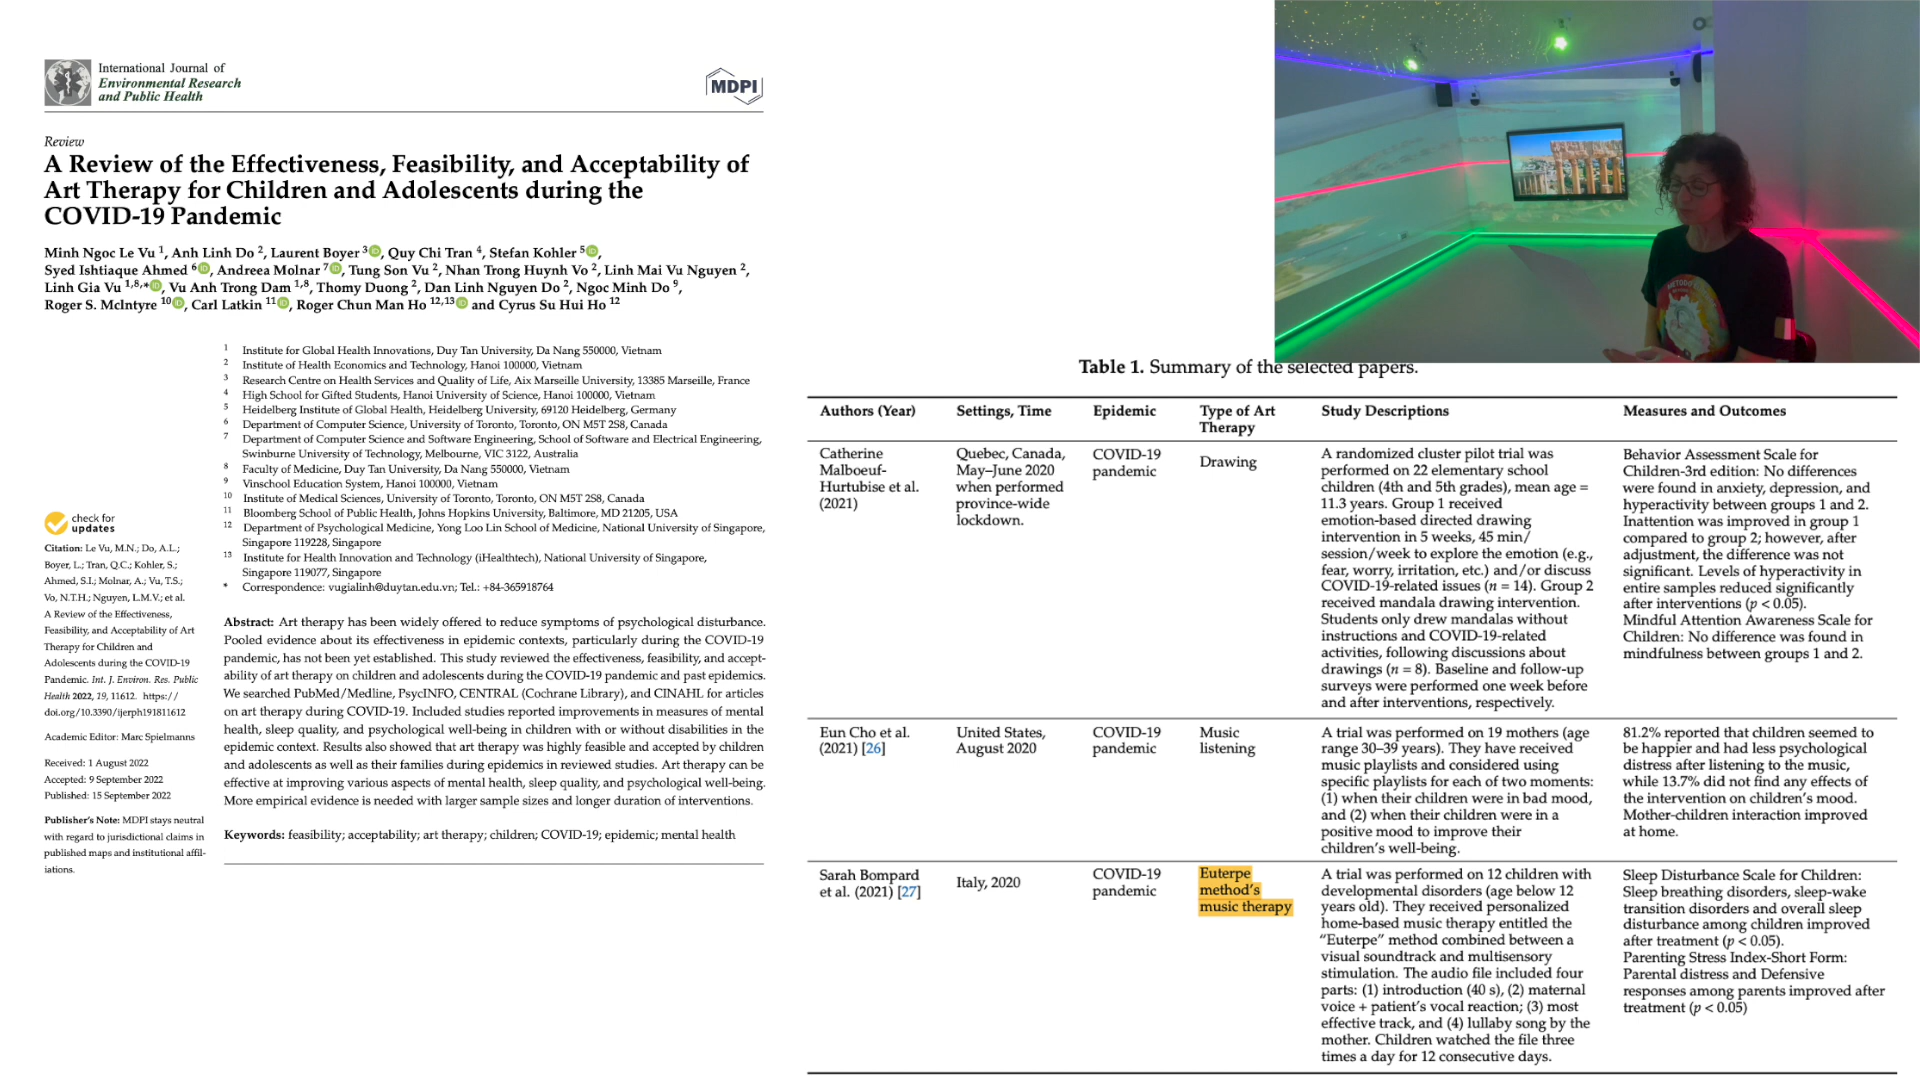 International Journal of
Environmental Research
and Public Health
MDPI
Review
A Review of the Effectiveness, Feasibility, and Acceptability of
Art Therapy for Children and Adolescents during the
COVID-19 Pandemic
Minh Ngoc Le Vu 1, Anh Linh Do 2, Laurent Boyer 3, Quy Chi Tran 4, Stefan Kohler 5,
Syed Ishtiaque Ahmed 6, Andreea Molnar 7, Tung Son Vu 2, Nhan Trong Huynh Vo 2, Linh Mai Vu Nguyen 2,
Linh Gia Vu 1,8,*, Vu Anh Trong Dam 1,8, Thomy Duong 2, Dan Linh Nguyen Do 2, Ngoc Minh Do 9,
Roger S. McIntyre 10, Carl Latkin 11, Roger Chun Man Ho 12,13 and Cyrus Su Hui Ho 12
1 Institute for Global Health Innovations, Duy Tan University, Da Nang 550000, Vietnam
2 Institute of Health Economics and Technology, Hanoi 100000, Vietnam
3 Research Centre on Health Services and Quality of Life, Aix Marseille University, 13385 Marseille, France
4 High School for Gifted Students, Hanoi University of Science, Hanoi 100000, Vietnam
5 Heidelberg Institute of Global Health, Heidelberg University, 69120 Heidelberg, Germany
6 Department of Computer Science, University of Toronto, Toronto, ON M5T 2S8, Canada
7 Department of Computer Science and Software Engineering, School of Software and Electrical Engineering,
Swinburne University of Technology, Melbourne, VIC 3122, Australia
8 Faculty of Medicine, Duy Tan University, Da Nang 550000, Vietnam
9 Vinschool Education System, Hanoi 100000, Vietnam
10 Institute of Medical Sciences, University of Toronto, Toronto, ON M5T 2S8, Canada
11 Bloomberg School of Public Health, Johns Hopkins University, Baltimore, MD 21205, USA
12 Department of Psychological Medicine, Yong Loo Lin School of Medicine, National University of Singapore,
Singapore 119228, Singapore
13 Institute for Health Innovation and Technology (iHealthtech), National University of Singapore,
Singapore 119077, Singapore
* Correspondence: vugialinh@duytan.edu.vn; Tel.: +84-365918764
check for
updates
Citation: Le Vu, M.N.; Do, A.L.;
Boyer, L.; Tran, Q.C.; Kohler, S.;
Ahmed, S.I.; Molnar, A.; Vu, T.S.;
Vo, N.T.H.; Nguyen, L.M.V.; et al.
A Review of the Effectiveness,
Feasibility, and Acceptability of Art
Therapy for Children and
Adolescents during the COVID-19
Pandemic. Int. J. Environ. Res. Public
Health 2022, 19, 11612. https://
doi.org/10.3390/ijerph191811612
Academic Editor: Marc Spielmanns
Received: 1 August 2022
Accepted: 9 September 2022
Published: 15 September 2022
Publisher's Note: MDPI stays neutral
with regard to jurisdictional claims in
published maps and institutional affil-
iations.
Abstract: Art therapy has been widely offered to reduce symptoms of psychological disturbance.
Pooled evidence about its effectiveness in epidemic contexts, particularly during the COVID-19
pandemic, has not been yet established. This study reviewed the effectiveness, feasibility, and accept-
ability of art therapy on children and adolescents during the COVID-19 pandemic and past epidemics.
We searched PubMed/Medline, PsycINFO, CENTRAL (Cochrane Library), and CINAHL for articles
on art therapy during COVID-19. Included studies reported improvements in measures of mental
health, sleep quality, and psychological well-being in children with or without disabilities in the
epidemic context. Results also showed that art therapy was highly feasible and accepted by children
and adolescents as well as their families during epidemics in reviewed studies. Art therapy can be
effective at improving various aspects of mental health, sleep quality, and psychological well-being.
More empirical evidence is needed with larger sample sizes and longer duration of interventions.
Keywords: feasibility; acceptability; art therapy; children; COVID-19; epidemic; mental health
Table 1. Summary of the selected papers.
Authors (Year)
Settings, Time
Epidemic
Type of Art
Therapy
Study Descriptions
Measures and Outcomes
Catherine
Malboeuf-
Hurtubise et al.
(2021)
Quebec, Canada,
May–June 2020
when performed
province-wide
lockdown.
COVID-19
pandemic
Drawing
A randomized cluster pilot trial was
performed on 22 elementary school
children (4th and 5th grades), mean age =
11.3 years. Group 1 received
emotion-based directed drawing
intervention in 5 weeks, 45 min/
session/week to explore the emotion (e.g.,
fear, worry, irritation, etc.) and/or discuss
COVID-19-related issues (n = 14). Group 2
received mandala drawing intervention.
Students only drew mandalas without
instructions and COVID-19-related
activities, following discussions about
drawings (n = 8). Baseline and follow-up
surveys were performed one week before
and after interventions, respectively.
Behavior Assessment Scale for
Children-3rd edition: No differences
were found in anxiety, depression, and
hyperactivity between groups 1 and 2.
Inattention was improved in group 1
compared to group 2; however, after
adjustment, the difference was not
significant. Levels of hyperactivity in
entire samples reduced significantly
after interventions (p < 0.05).
Mindful Attention Awareness Scale for
Children: No difference was found in
mindfulness between groups 1 and 2.
Eun Cho et al.
(2021) [26]
United States,
August 2020
COVID-19
pandemic
Music
listening
A trial was performed on 19 mothers (age
range 30–39 years). They have received
music playlists and considered using
specific playlists for each of two moments:
(1) when their children were in bad mood,
and (2) when their children were in a
positive mood to improve their
children's well-being.
81.2% reported that children seemed to
be happier and had less psychological
distress after listening to the music,
while 13.7% did not find any effects of
the intervention on children's mood.
Mother-children interaction improved
at home.
Sarah Bompard
et al. (2021) [27]
Italy, 2020
COVID-19
pandemic
Euterpe
method's
music therapy
A trial was performed on 12 children with
developmental disorders (age below 12
years old). They received personalized
home-based music therapy entitled the
“Euterpe” method combined between a
visual soundtrack and multisensory
stimulation. The audio file included four
parts: (1) introduction (40 s), (2) maternal
voice + patient's vocal reaction; (3) most
effective track, and (4) lullaby song by the
mother. Children watched the file three
times a day for 12 consecutive days.
Sleep Disturbance Scale for Children:
Sleep breathing disorders, sleep-wake
transition disorders and overall sleep
disturbance among children improved
after treatment (p < 0.05).
Parenting Stress Index-Short Form:
Parental distress and Defensive
responses among parents improved after
treatment (p < 0.05)